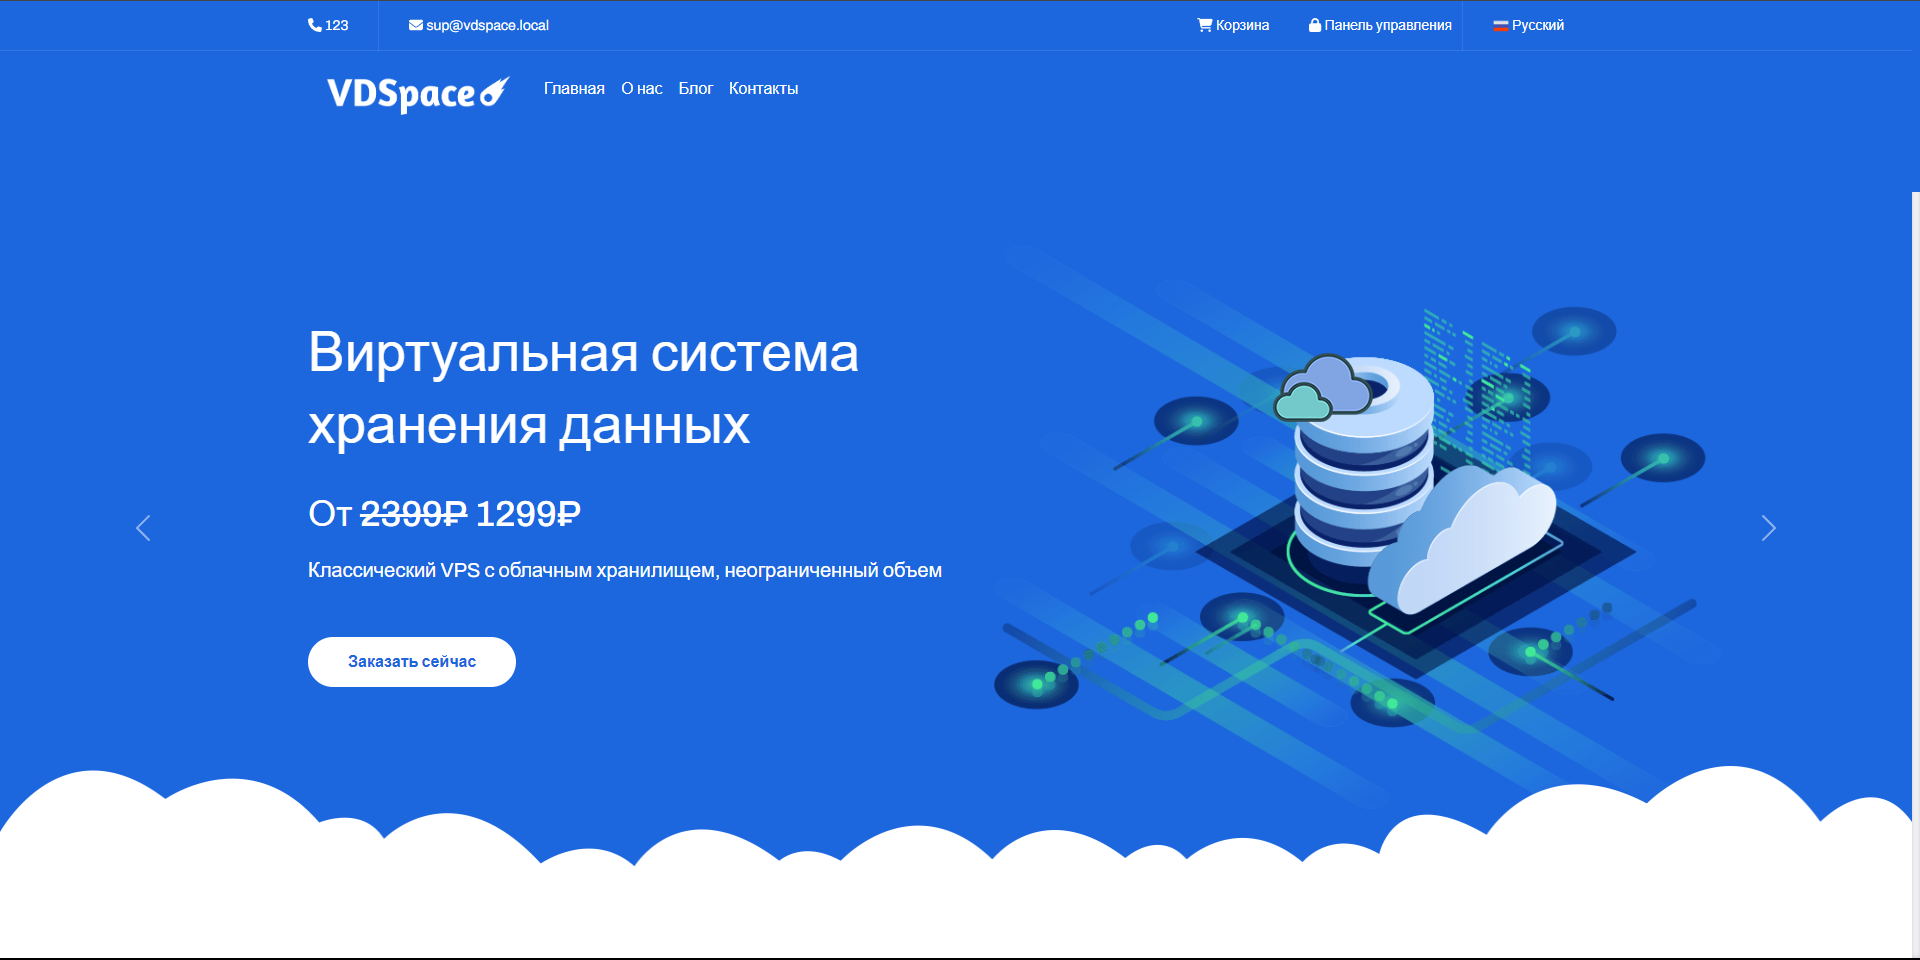 123
sup@vdspace.local
Корзина
Панель управления
Русский
VDSpace
Главная
О нас
Блог
Контакты
Виртуальная система
хранения данных
От 2399₽ 1299₽
Классический VPS с облачным хранилищем, неограниченный объем
Заказать сейчас